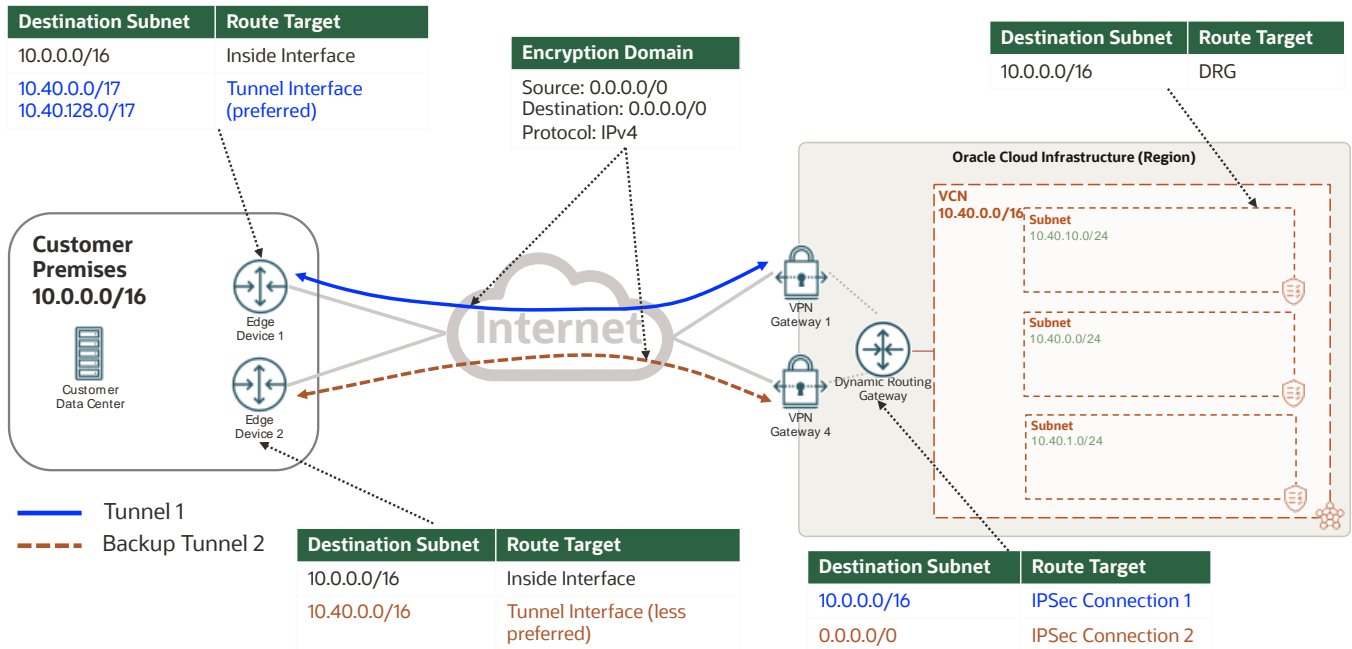 Destination Subnet Route Target
10.0.0.0/16 Inside Interface
10.40.0.0/17 Tunnel Interface
10.40.128.0/17 (preferred)
Encryption Domain
Source: 0.0.0.0/0
Destination: 0.0.0.0/0
Protocol: IPv4
Destination Subnet Route Target
10.0.0.0/16 DRG
Oracle Cloud Infrastructure (Region)
VCN
10.40.0.0/16
Subnet
10.40.10.0/24
Subnet
10.40.0.0/24
Subnet
10.40.1.0/24
Customer
Premises
10.0.0.0/16
Customer
Data Center
Edge
Device 1
Edge
Device 2
Internet
VPN
Gateway 1
VPN
Gateway 4
Dynamic Routing
Gateway
Tunnel 1
Backup Tunnel 2
Destination Subnet Route Target
10.0.0.0/16 Inside Interface
10.40.0.0/16 Tunnel Interface (less
preferred)
Destination Subnet Route Target
10.0.0.0/16 IPSec Connection 1
0.0.0.0/0 IPSec Connection 2